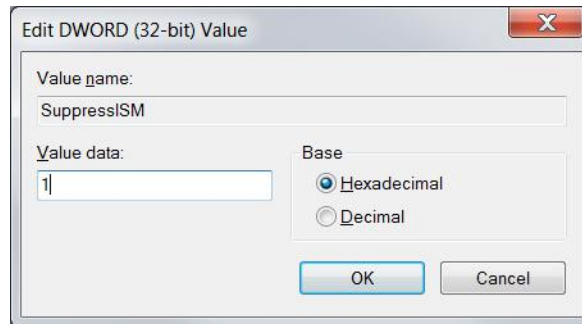 Edit DWORD (32-bit) Value
Value name:
SuppressISM
Value data:
1
Base
Hexadecimal
Decimal
OK
Cancel